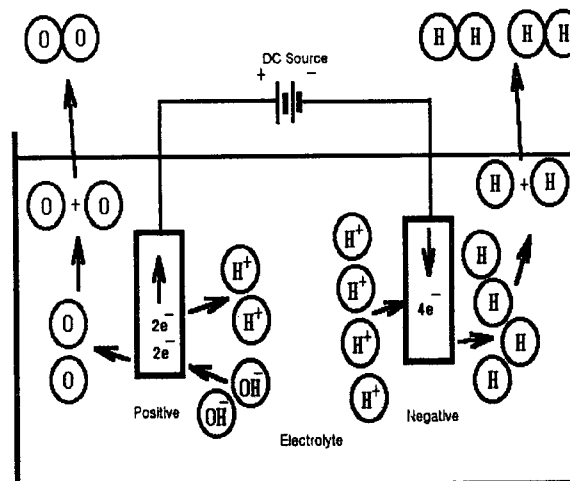 O O
H H H H
DC Source
+ −
O + O
H + H
H⁺
H⁺
H⁺
H⁺
H⁺
H⁺
2e⁻
2e⁻
4e⁻
O
O
OH⁻
OH⁻
H
H
H
H
Positive
Negative
Electrolyte